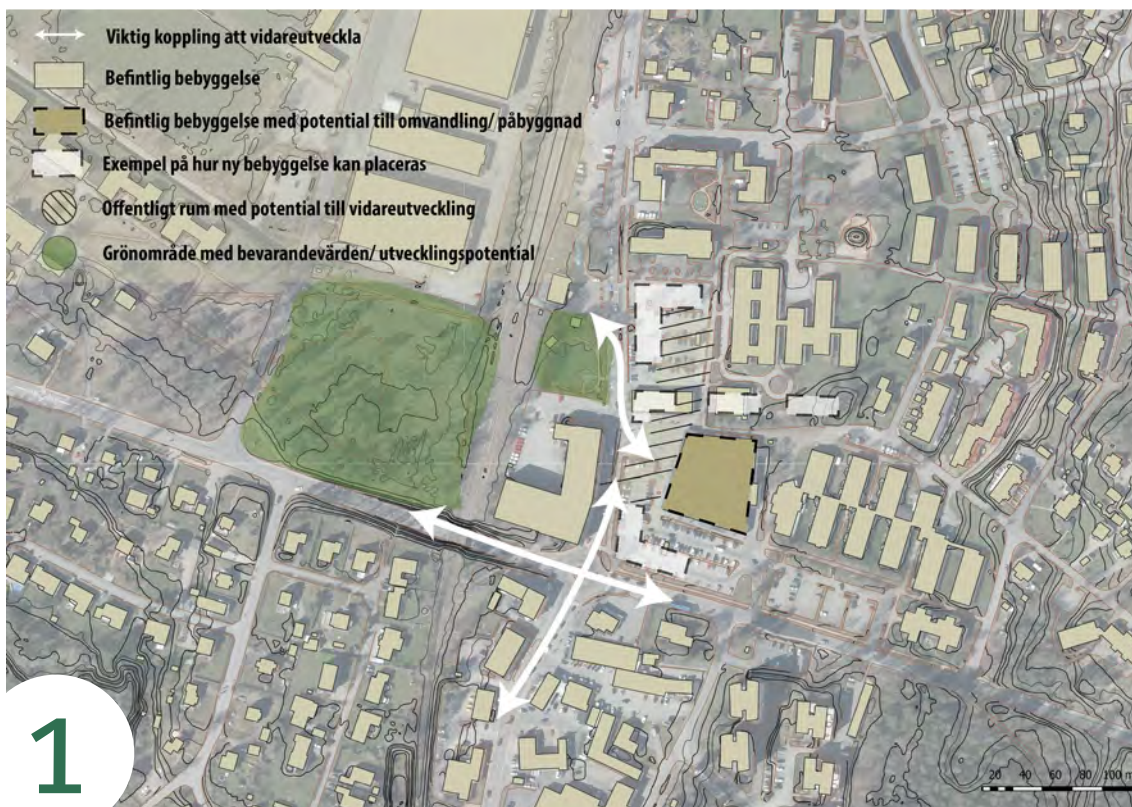 Viktig koppling att vidareutveckla
Befintlig bebyggelse
Befintlig bebyggelse med potential till omvandling/ påbyggnad
Exempel på hur ny bebyggelse kan placeras
Offentligt rum med potential till vidareutveckling
Grönområde med bevarandevärden/ utvecklingspotential
1
20 40 60 80 100 m